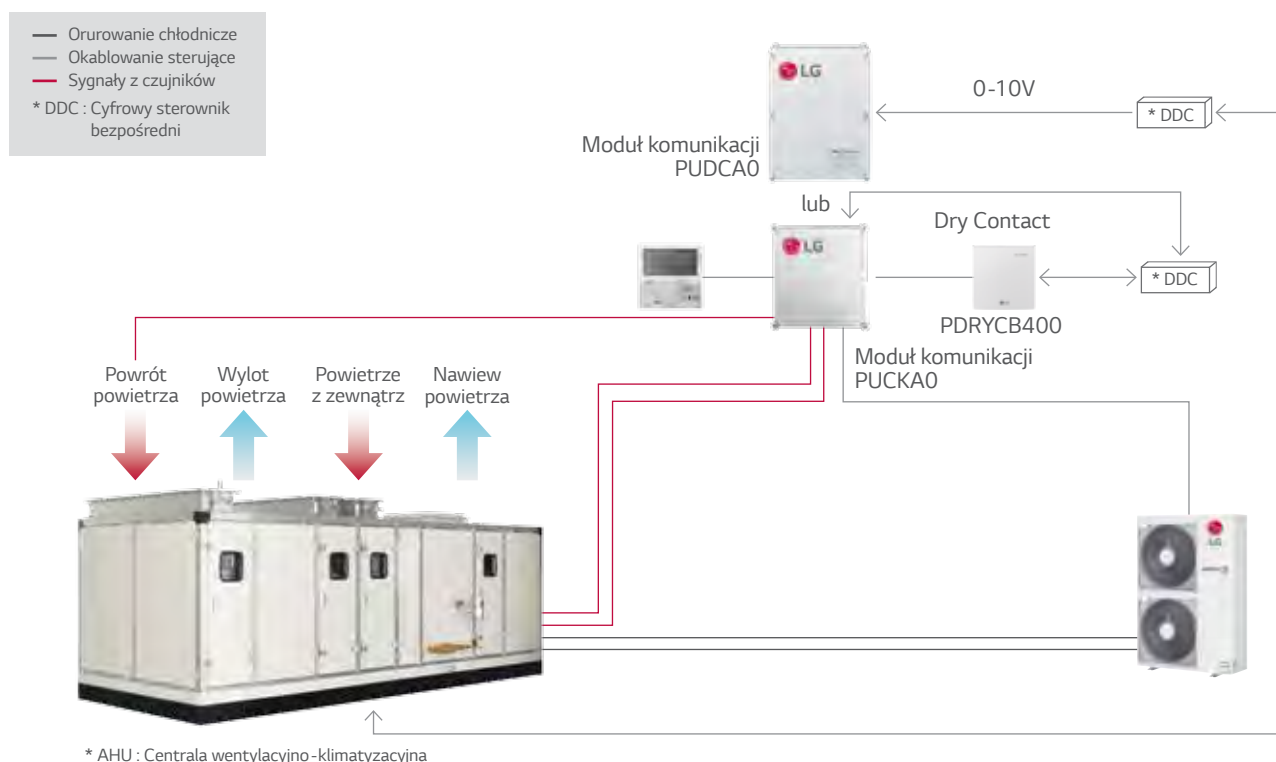 Orurowanie chłodnicze
Okablowanie sterujące
Sygnały z czujników
* DDC : Cyfrowy sterownik
bezpośredni
LG
0-10V
* DDC
Moduł komunikacji
PUDCA0
lub
Dry Contact
LG
* DDC
PDRYCB400
Moduł komunikacji
PUCKA0
Powrót
powietrza
Wylot
powietrza
Powietrze
z zewnątrz
Nawiew
powietrza
LG
* AHU : Centrala wentylacyjno-klimatyzacyjna